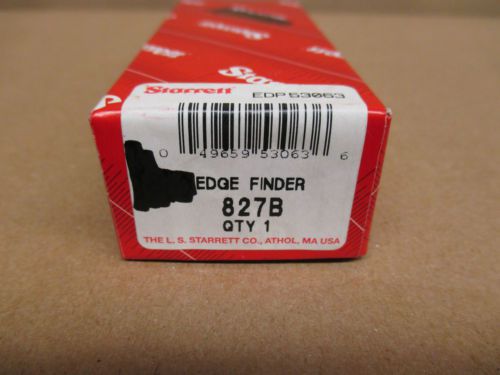 Starrett
EDP 53063
0 49659 53063 6
EDGE FINDER
827B
QTY 1
THE L. S. STARRETT CO., ATHOL, MA USA